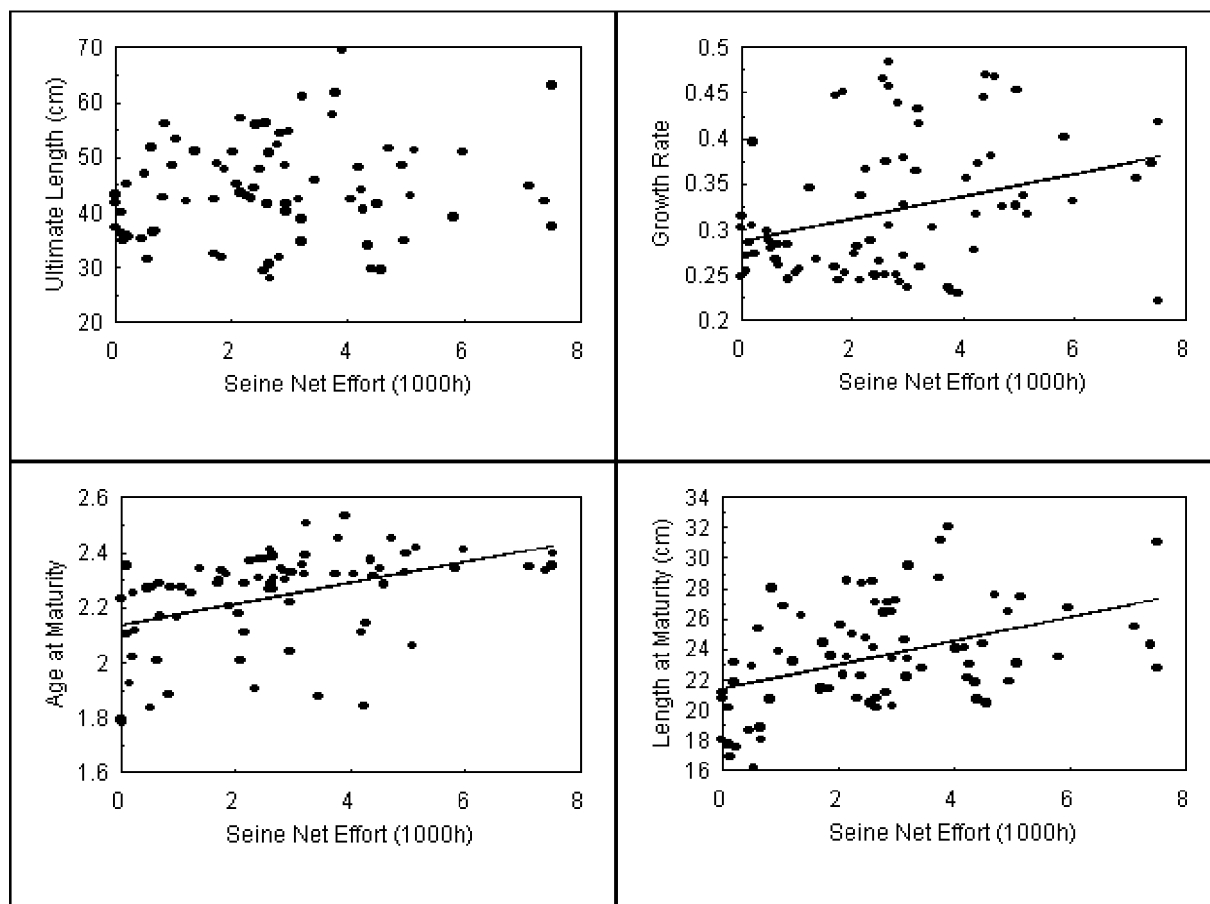 70
60
50
40
30
20
Ultimate Length (cm)
0 2 4 6 8
Seine Net Effort (1000h)
0.5
0.45
0.4
0.35
0.3
0.25
0.2
Growth Rate
0 2 4 6 8
Seine Net Effort (1000h)
2.6
2.4
2.2
2
1.8
1.6
Age at Maturity
0 2 4 6 8
Seine Net Effort (1000h)
34
32
30
28
26
24
22
20
18
16
Length at Maturity (cm)
0 2 4 6 8
Seine Net Effort (1000h)